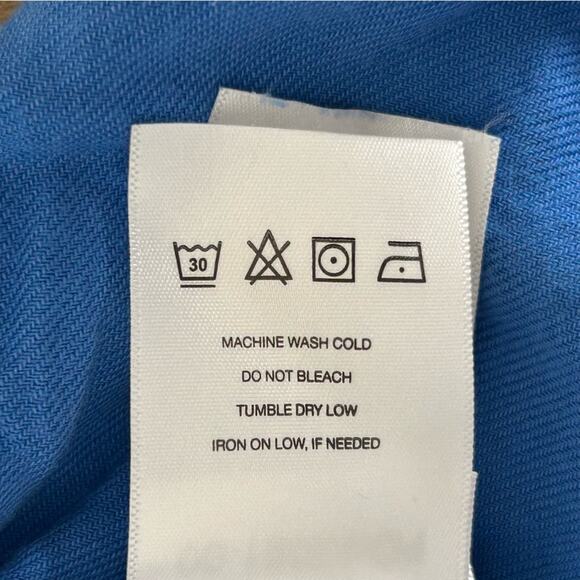 30
MACHINE WASH COLD
DO NOT BLEACH
TUMBLE DRY LOW
IRON ON LOW, IF NEEDED